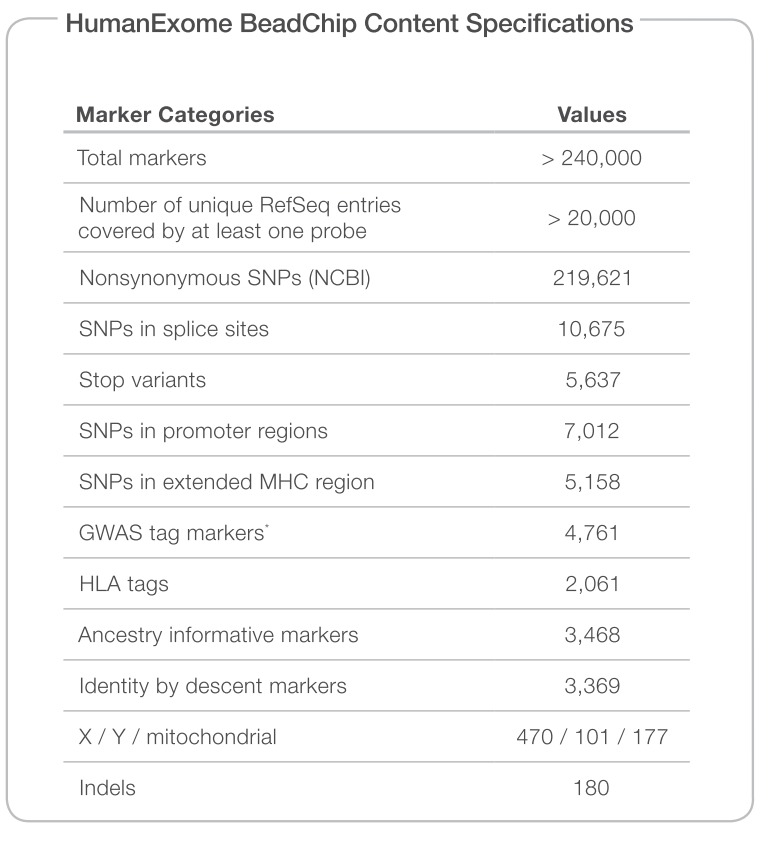 HumanExome BeadChip Content Specifications
Marker Categories Values
Total markers > 240,000
Number of unique RefSeq entries
covered by at least one probe > 20,000
Nonsynonymous SNPs (NCBI) 219,621
SNPs in splice sites 10,675
Stop variants 5,637
SNPs in promoter regions 7,012
SNPs in extended MHC region 5,158
GWAS tag markers* 4,761
HLA tags 2,061
Ancestry informative markers 3,468
Identity by descent markers 3,369
X / Y / mitochondrial 470 / 101 / 177
Indels 180